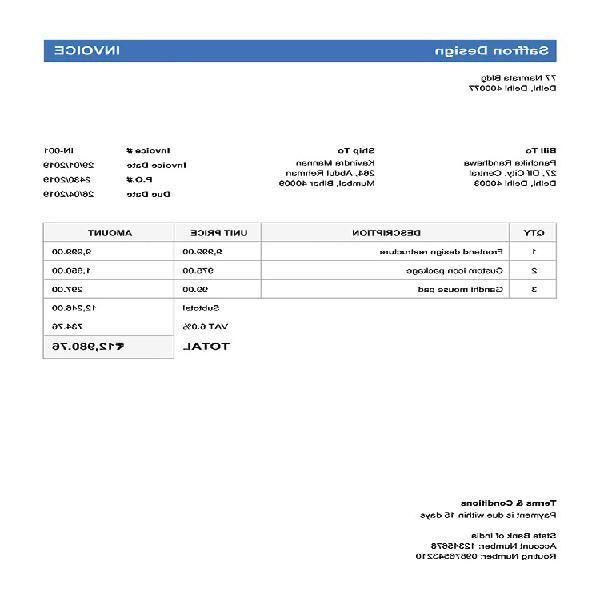 Saffron Design INVOICE
77 Namrata Bldg
Delhi, Delhi 400077
Bill To Ship To Invoice # IN-001
Panchika Randhawa Kavindra Mannan Invoice Date 29/01/2019
27, Dlf City, Central 264, Abdul Rehman P.O.# 2430/2019
Delhi, Delhi 40003 Mumbai, Bihar 40009 Due Date 26/04/2019
QTY DESCRIPTION UNIT PRICE AMOUNT
1 Frontend design restructure 9,999.00 9,999.00
2 Custom icon package 975.00 1,950.00
3 Gandhi mouse pad 99.00 297.00
Subtotal 12,246.00
VAT 6.0% 734.76
TOTAL ₹12,980.76
Terms & Conditions
Payment is due within 15 days
State Bank of India
Account Number: 12345678
Routing Number: 09876543210